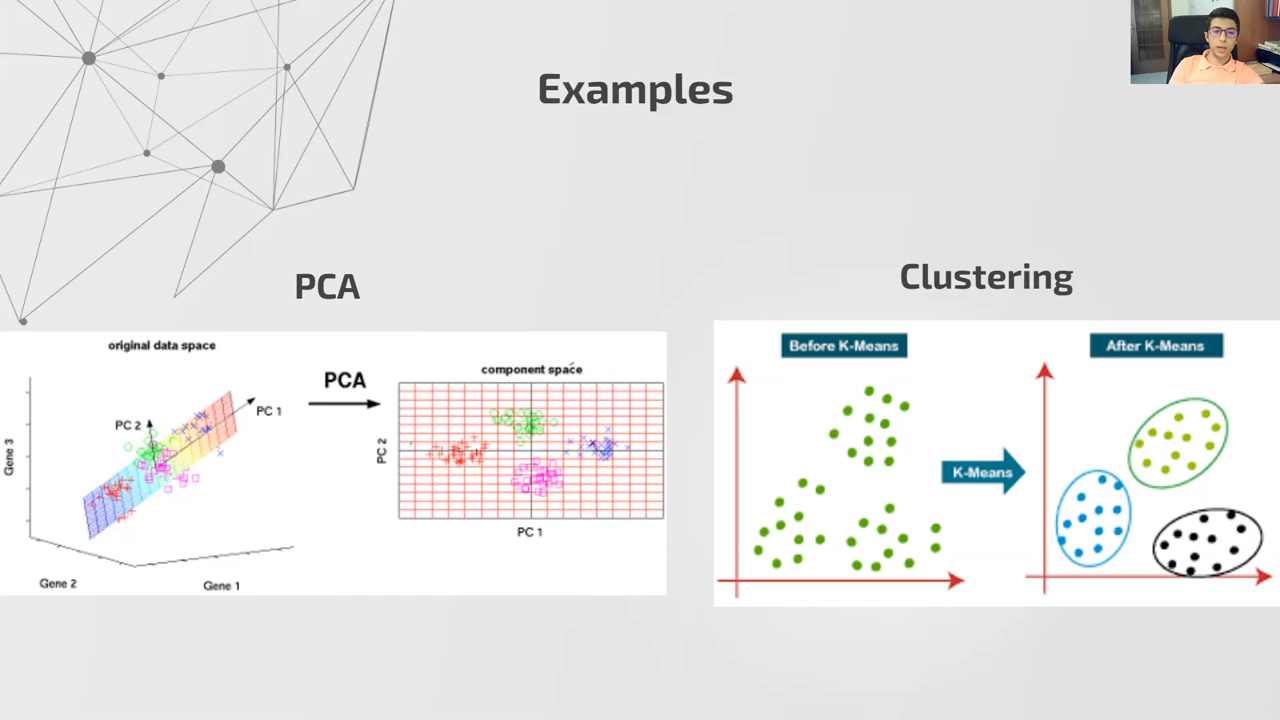 Examples
PCA
original data space
PCA
component space
PC 1
PC 2
Gene 3
PC 2
PC 1
Gene 2
Gene 1
Clustering
Before K-Means
After K-Means
K-Means